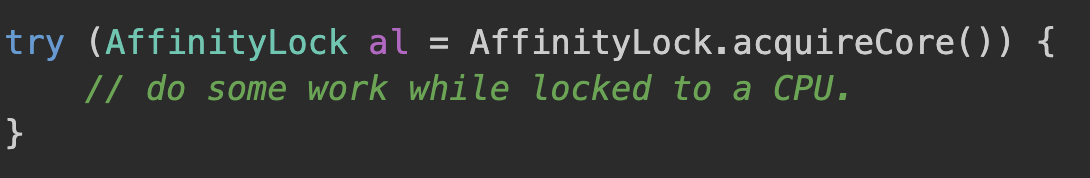 try (AffinityLock al = AffinityLock.acquireCore()) {
    // do some work while locked to a CPU.
}